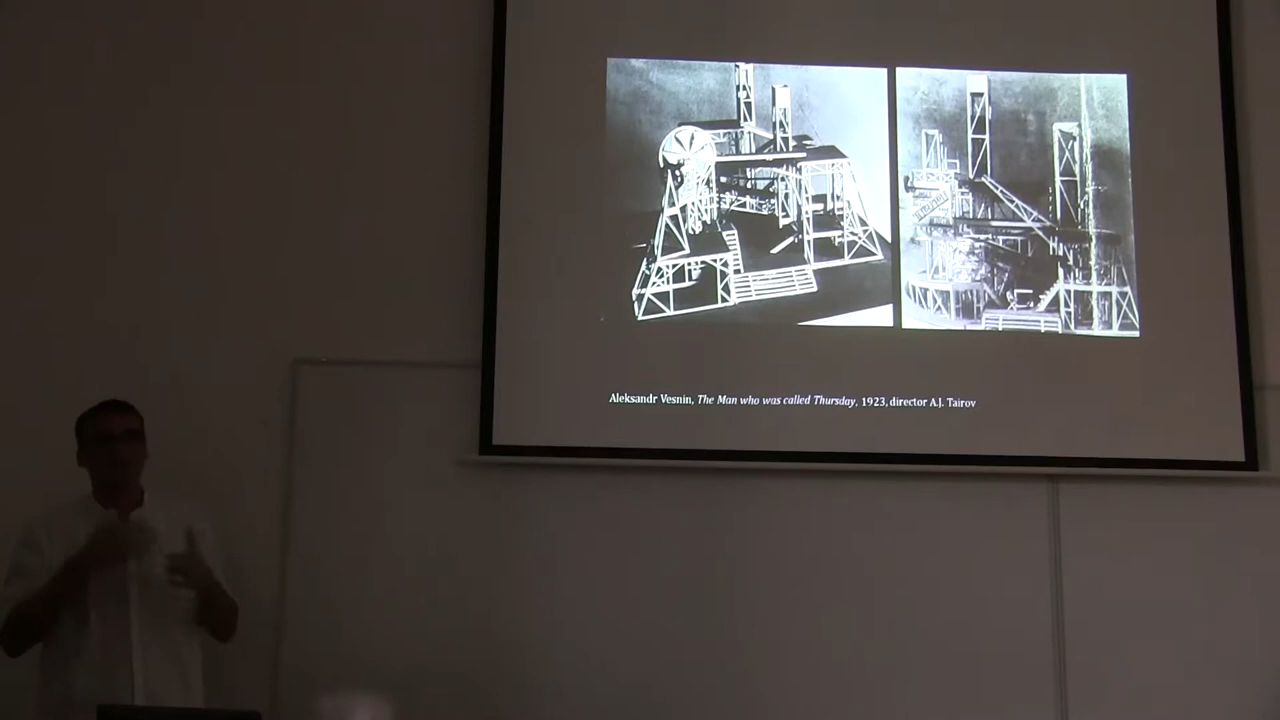 Aleksandr Vesnin, The Man who was called Thursday, 1923, director A.J. Tairov